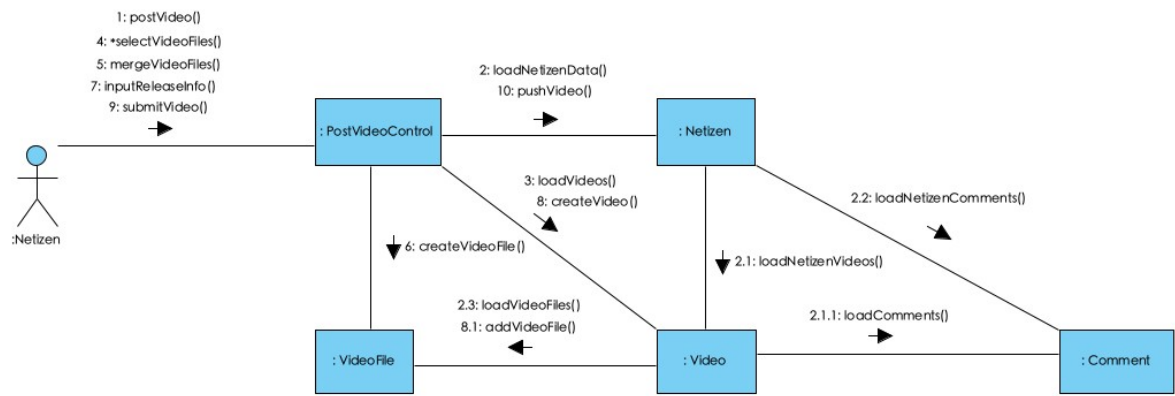 1: postVideo()
4: *selectVideoFiles()
5: mergeVideoFiles()
7: inputReleaseInfo()
9: submitVideo()
2: loadNetizenData()
10: pushVideo()
: PostVideoControl
: Netizen
:Netizen
3: loadVideos()
8: createVideo()
2.2: loadNetizenComments()
6: createVideoFile()
2.1: loadNetizenVideos()
2.3: loadVideoFiles()
8.1: addVideoFile()
2.1.1: loadComments()
: VideoFile
: Video
: Comment